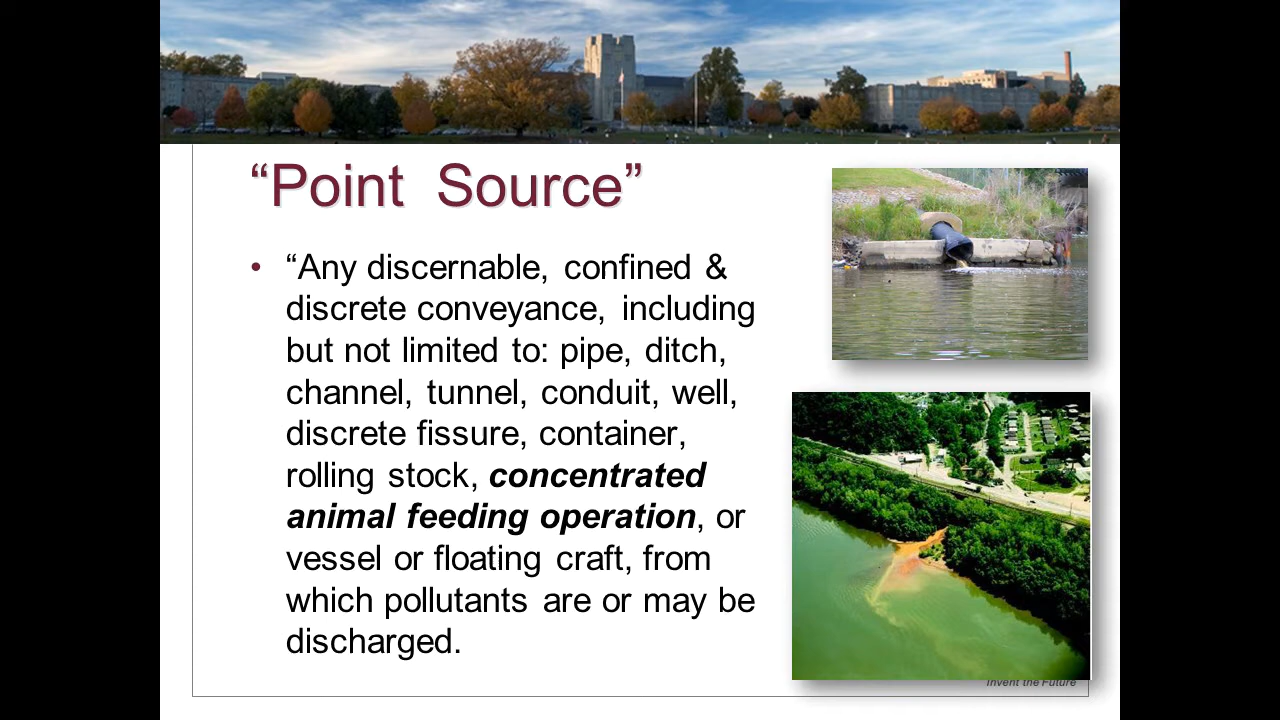 “Point Source”
• “Any discernable, confined &
discrete conveyance, including
but not limited to: pipe, ditch,
channel, tunnel, conduit, well,
discrete fissure, container,
rolling stock, concentrated
animal feeding operation, or
vessel or floating craft, from
which pollutants are or may be
discharged.
Invent the Future